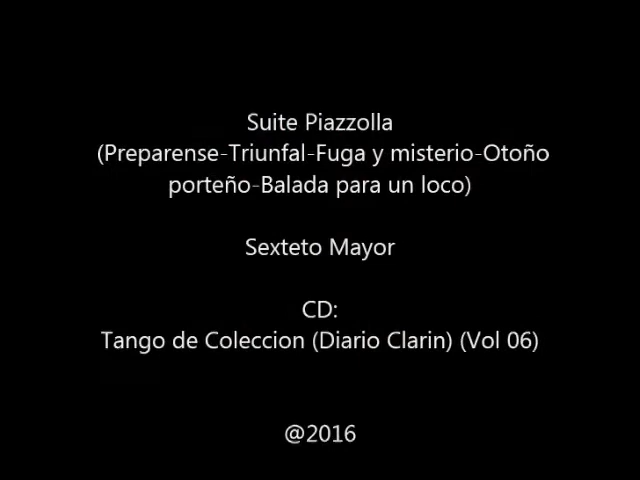 Suite Piazzolla
(Preparense-Triunfal-Fuga y misterio-Otoño
porteño-Balada para un loco)
Sexteto Mayor
CD:
Tango de Coleccion (Diario Clarin) (Vol 06)
@2016